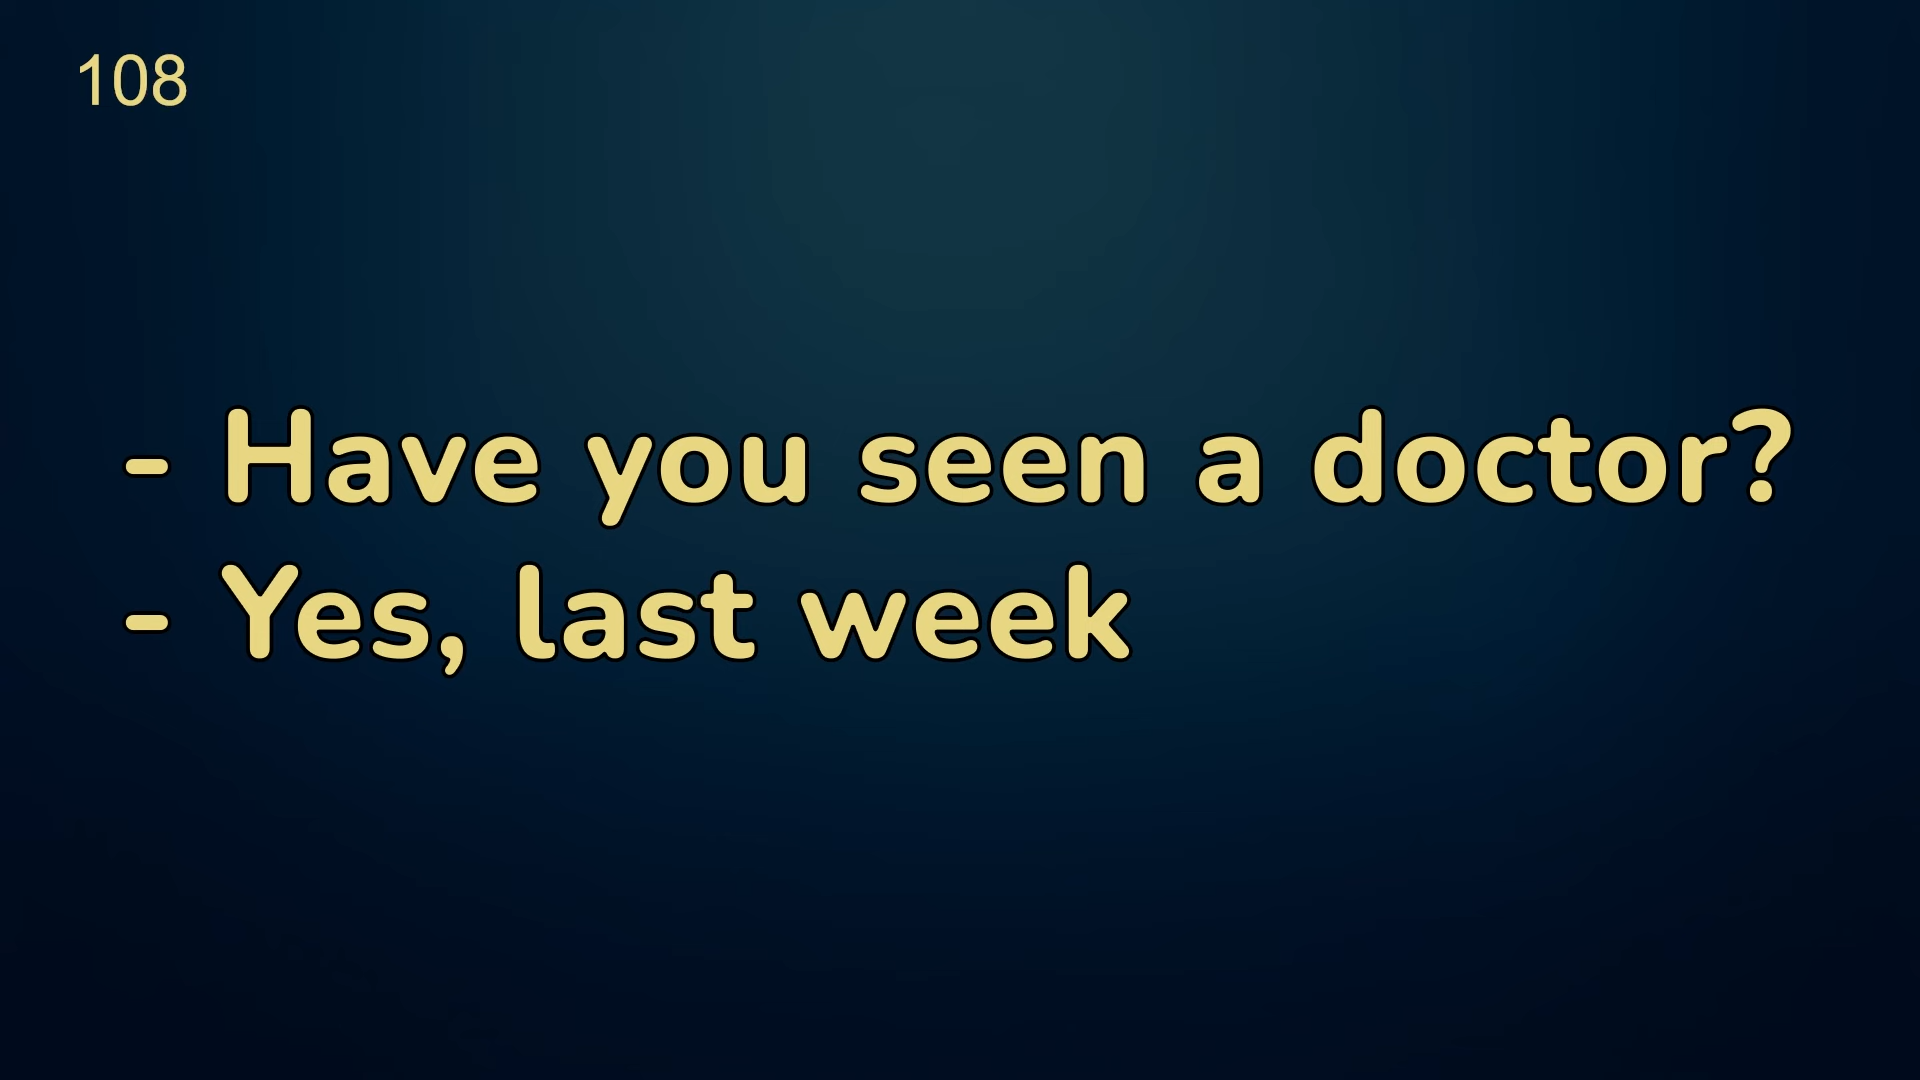 108
- Have you seen a doctor?
- Yes, last week